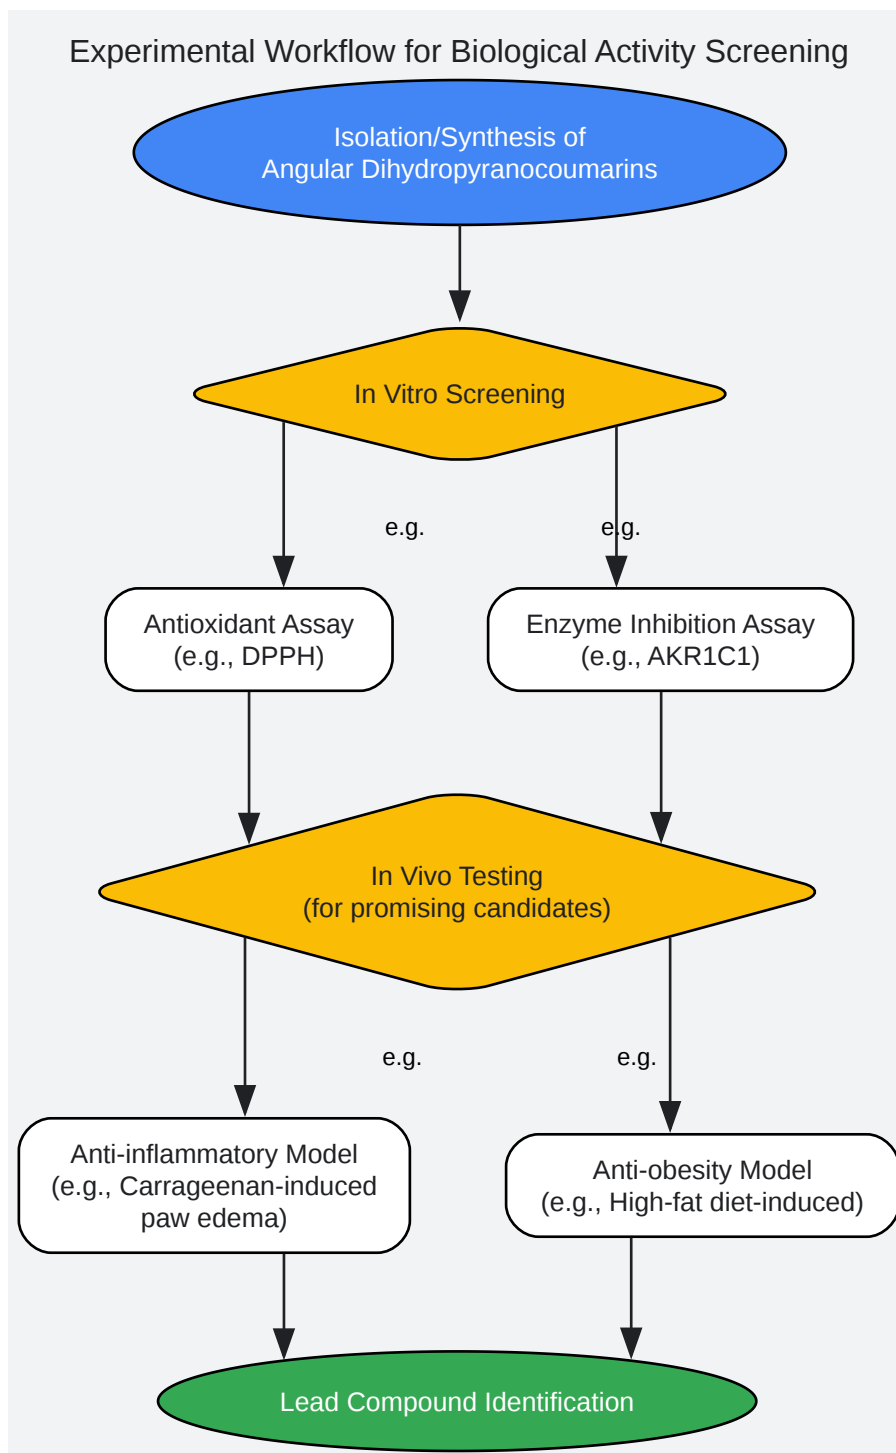 Experimental Workflow for Biological Activity Screening
Isolation/Synthesis of
Angular Dihydropyranocoumarins
In Vitro Screening
e.g.
e.g.
Antioxidant Assay
(e.g., DPPH)
Enzyme Inhibition Assay
(e.g., AKR1C1)
In Vivo Testing
(for promising candidates)
e.g.
e.g.
Anti-inflammatory Model
(e.g., Carrageenan-induced
paw edema)
Anti-obesity Model
(e.g., High-fat diet-induced)
Lead Compound Identification